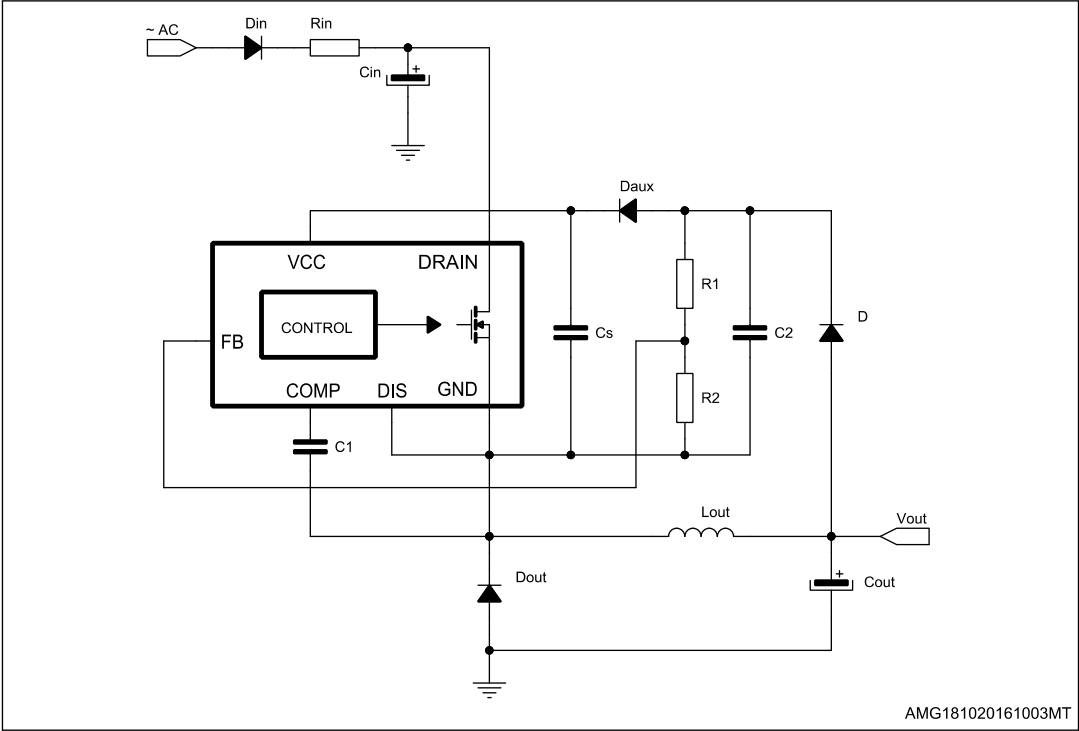 ~ AC
Din
Rin
Cin
+
Daux
VCC
DRAIN
R1
CONTROL
Cs
C2
D
FB
COMP
DIS
GND
R2
C1
Lout
Vout
Dout
+
Cout
AMG181020161003MT